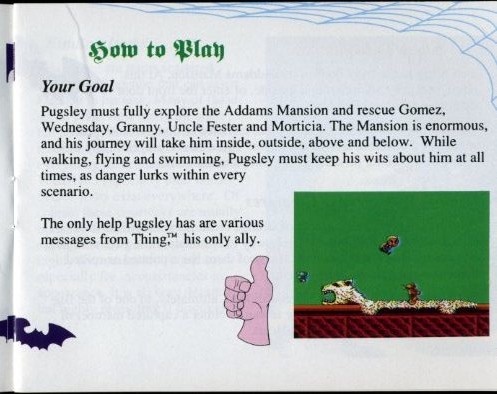 How to Play
Your Goal
Pugsley must fully explore the Addams Mansion and rescue Gomez,
Wednesday, Granny, Uncle Fester and Morticia. The Mansion is enormous,
and his journey will take him inside, outside, above and below. While
walking, flying and swimming, Pugsley must keep his wits about him at all
times, as danger lurks within every
scenario.
The only help Pugsley has are various
messages from Thing,™ his only ally.